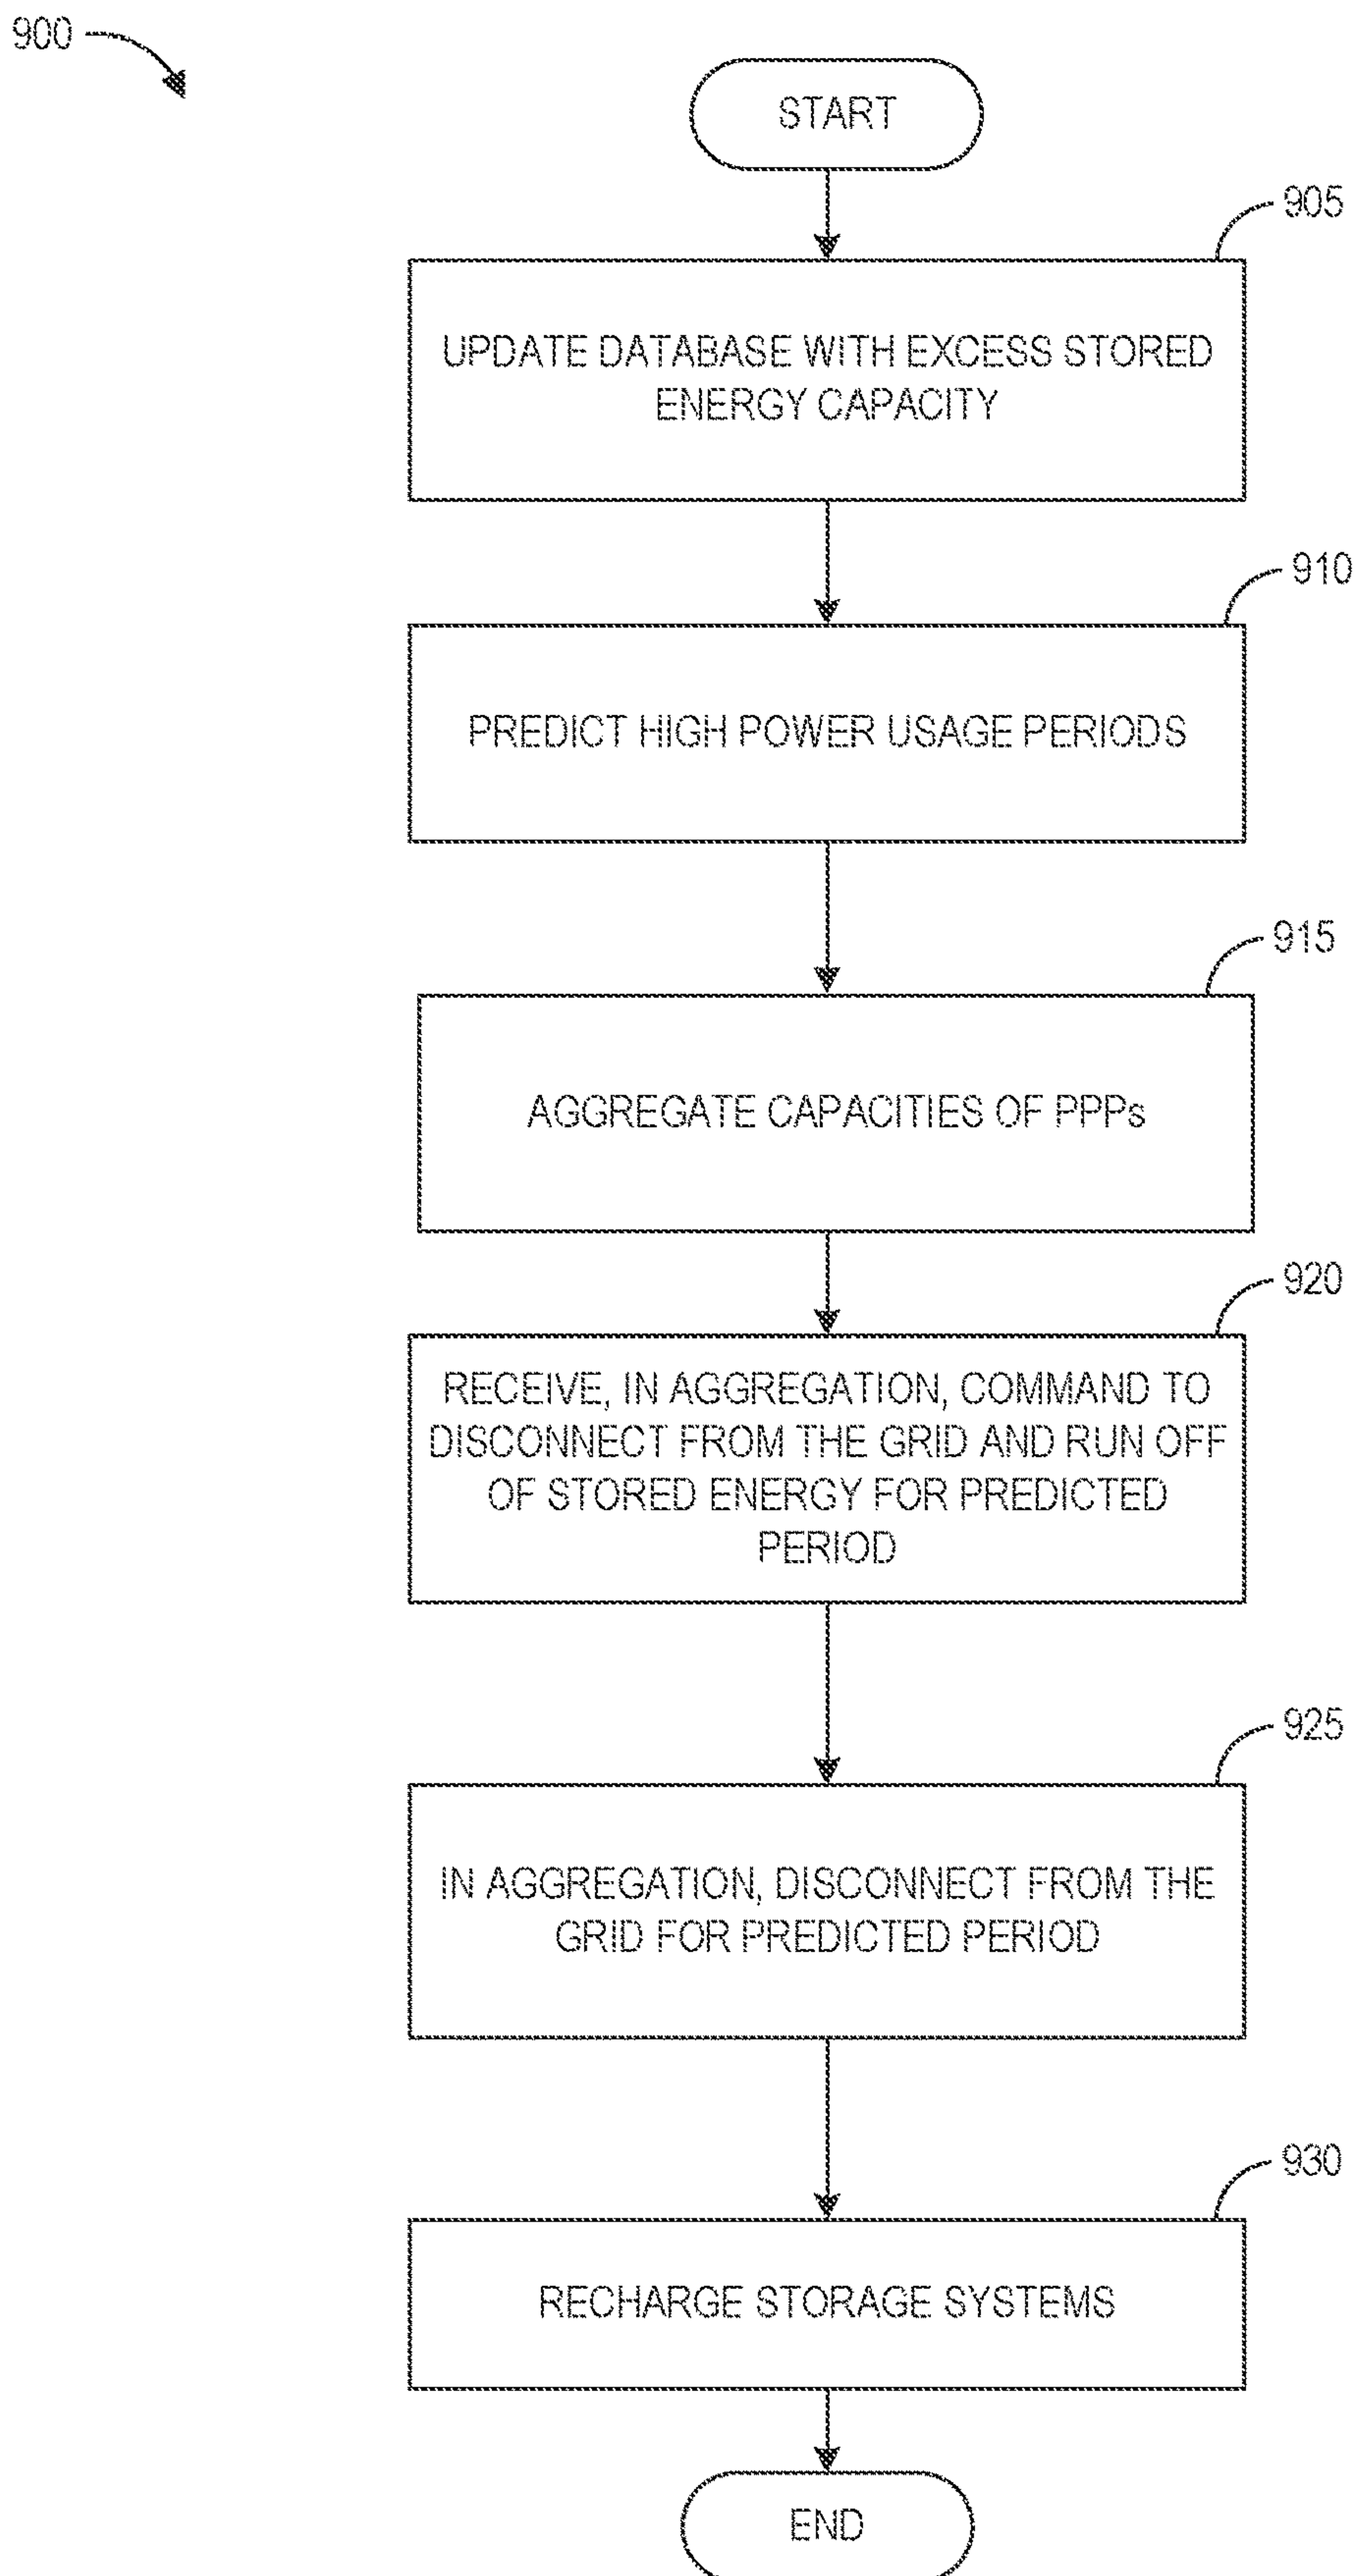 900
START
905
UPDATE DATABASE WITH EXCESS STORED
ENERGY CAPACITY
910
PREDICT HIGH POWER USAGE PERIODS
915
AGGREGATE CAPACITIES OF PPPs
920
RECEIVE, IN AGGREGATION, COMMAND TO
DISCONNECT FROM THE GRID AND RUN OFF
OF STORED ENERGY FOR PREDICTED
PERIOD
925
IN AGGREGATION, DISCONNECT FROM THE
GRID FOR PREDICTED PERIOD
930
RECHARGE STORAGE SYSTEMS
END